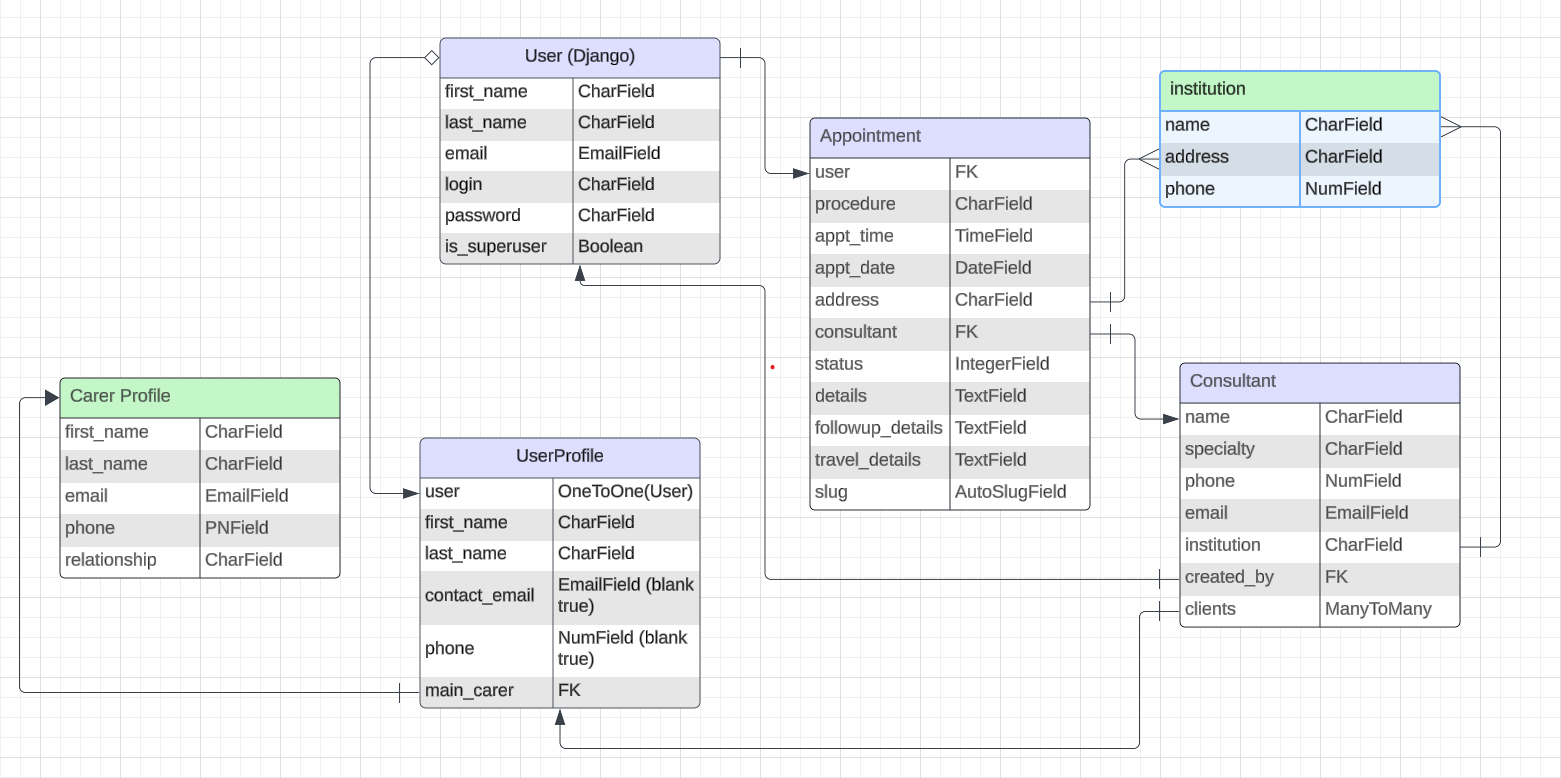 User (Django)
first_name CharField
last_name CharField
email EmailField
login CharField
password CharField
is_superuser Boolean
Appointment
user FK
procedure CharField
appt_time TimeField
appt_date DateField
address CharField
consultant FK
status IntegerField
details TextField
followup_details TextField
travel_details TextField
slug AutoSlugField
institution
name CharField
address CharField
phone NumField
Carer Profile
first_name CharField
last_name CharField
email EmailField
phone PNField
relationship CharField
UserProfile
user OneToOne(User)
first_name CharField
last_name CharField
contact_email EmailField (blank
true)
phone NumField (blank
true)
main_carer FK
Consultant
name CharField
specialty CharField
phone NumField
email EmailField
institution CharField
created_by FK
clients ManyToMany